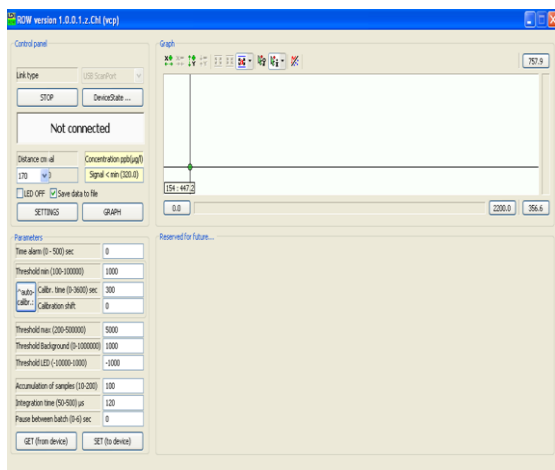 ROW version 1.0.0.1.z.Chl (vcp)
Control panel
Link type
USB ScanPort
STOP
DeviceState ...
Not connected
Distance cm
Concentration ppb(µg/l)
170
Signal < min (320.0)
LED OFF
Save data to file
SETTINGS
GRAPH
Graph
757.9
154 : 447.2
0.0
2200.0
356.6
Parameters
Time alarm (0 - 500) sec
0
Threshold min (100-100000)
1000
^auto-
calibr.:
Calibr. time (0-3600) sec
300
Calibration shift
0
Threshold max (200-500000)
5000
Threshold Background (0-1000000)
1000
Threshold LED (-10000-1000)
-1000
Accumulation of samples (10-200)
100
Integration time (50-500) µs
120
Pause between batch (0-6) sec
0
GET (from device)
SET (to device)
Reserved for future...